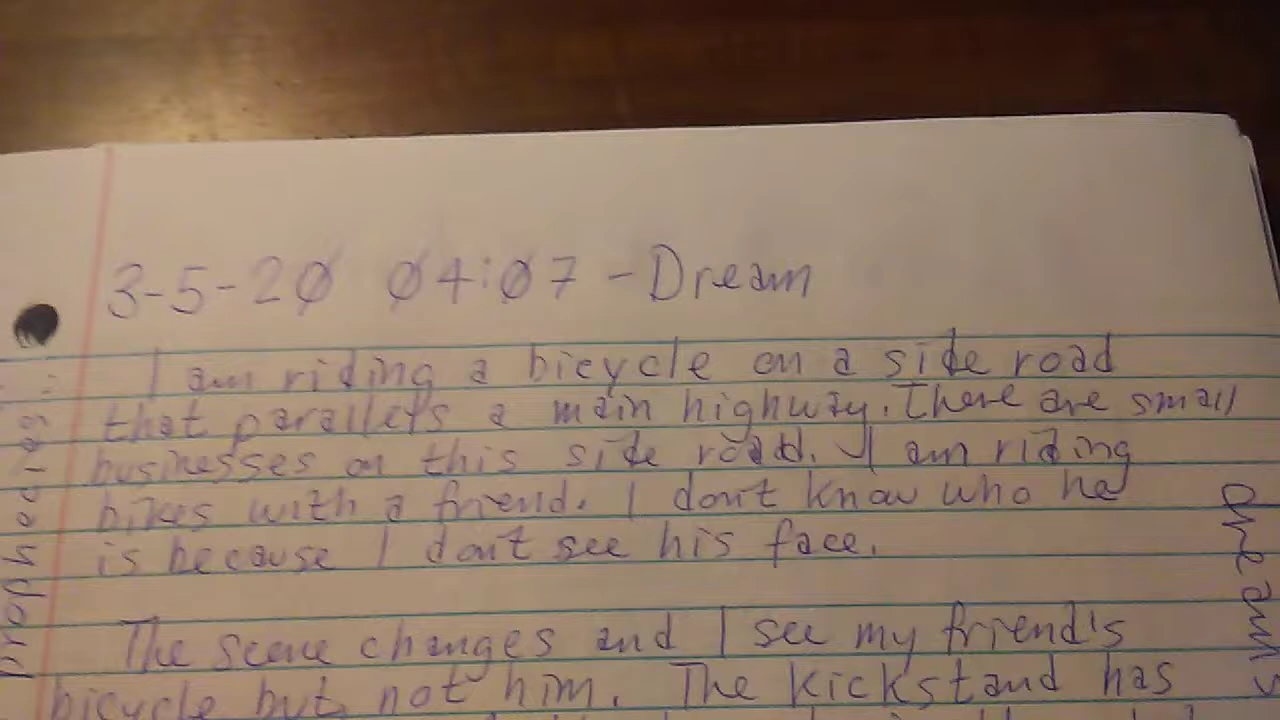 3-5-20 04:07 - Dream
I am riding a bicycle on a side road
that parallels a main highway. There are small
businesses on this side road. I am riding
bikes with a friend. I don't know who he
is because I don't see his face.
The scene changes and I see my friend's
bicycle but not him. The kickstand has
Dreams